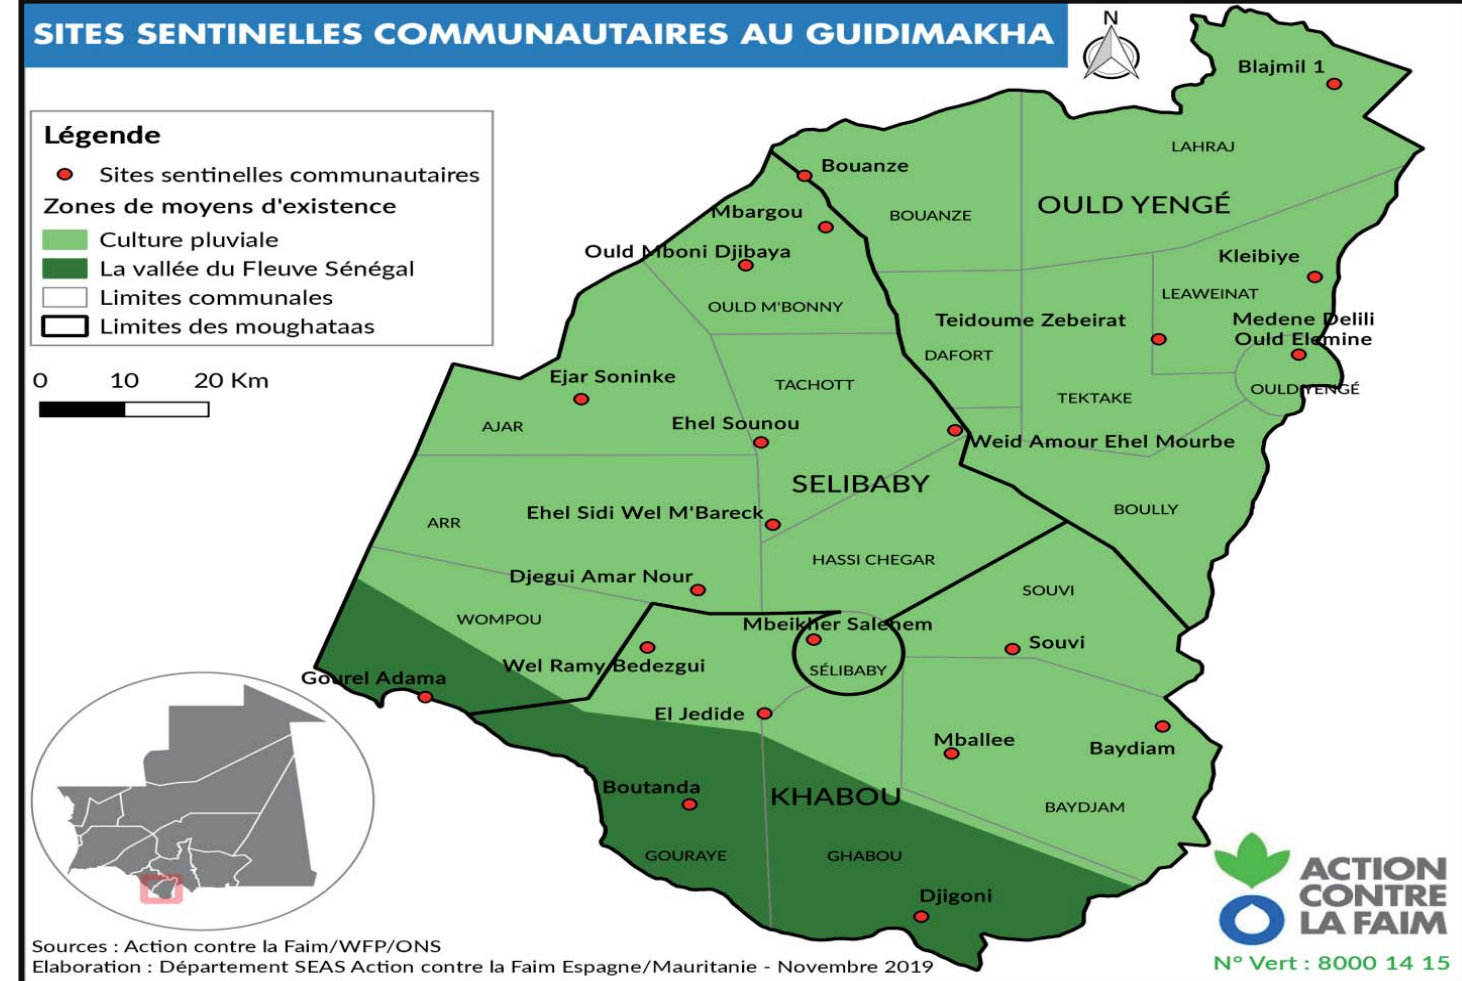 SITES SENTINELLES COMMUNAUTAIRES AU GUIDIMAKHA
N
Légende
Sites sentinelles communautaires
Zones de moyens d'existence
Culture pluviale
La vallée du Fleuve Sénégal
Limites communales
Limites des moughataas
0 10 20 Km
Blajmil 1
LAHRAJ
Bouanze
OULD YENGÉ
Mbargou
BOUANZE
Ould Mboni Djibaya
Kleibiye
OULD M'BONNY
LEAWEINAT
Teidoume Zebeirat
Medene Delili
Ould Elemine
DAFORT
Ejar Soninke
TACHOTT
OULD YENGÉ
TEKTAKE
AJAR
Ehel Sounou
Weid Amour Ehel Mourbe
SELIBABY
Ehel Sidi Wel M'Bareck
ARR
BOULLY
HASSI CHEGAR
Djegui Amar Nour
SOUVI
WOMPOU
Mbeikher Salehem
Souvi
Wel Ramy Bedezgui
SÉLIBABY
Gourel Adama
El Jedide
Mballee
Baydiam
Boutanda
KHABOU
BAYDJAM
GOURAYE
GHABOU
Djigoni
ACTION
CONTRE
LA FAIM
N° Vert : 8000 14 15
Sources : Action contre la Faim/WFP/ONS
Elaboration : Département SEAS Action contre la Faim Espagne/Mauritanie - Novembre 2019